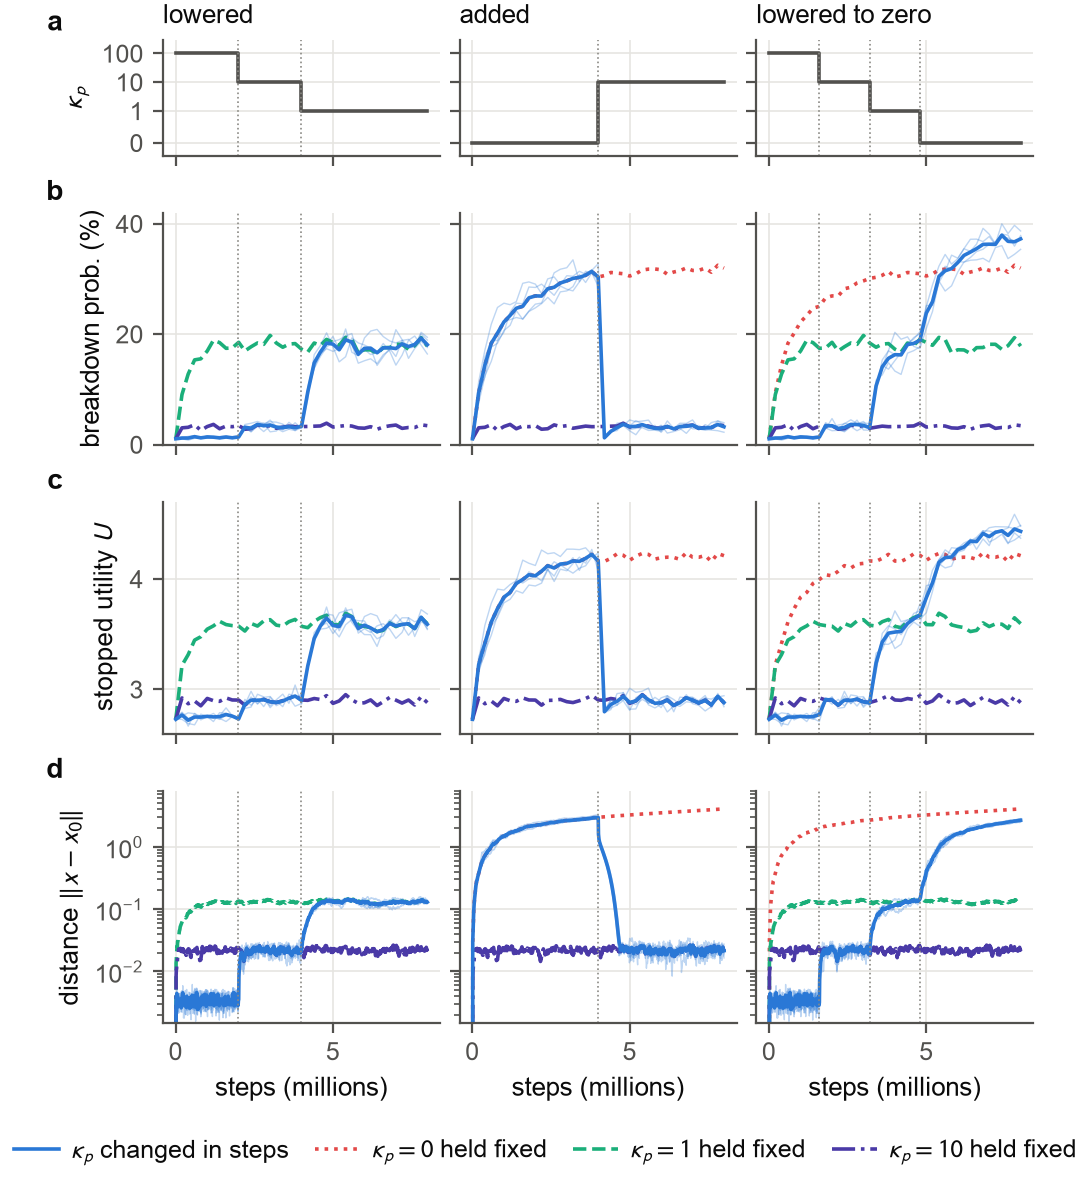 a
lowered
added
lowered to zero
κp
100
10
1
0
b
breakdown prob. (%)
40
20
0
c
stopped utility U
4
3
d
distance ||x − x0||
10^0
10^−1
10^−2
0 5
0 5
0 5
steps (millions)
steps (millions)
steps (millions)
κp changed in steps
κp = 0 held fixed
κp = 1 held fixed
κp = 10 held fixed